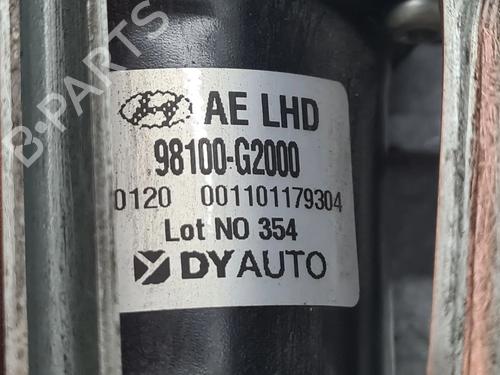 B-PARTS
AE LHD
98100-G2000
0120 001101179304
Lot NO 354
DYAUTO